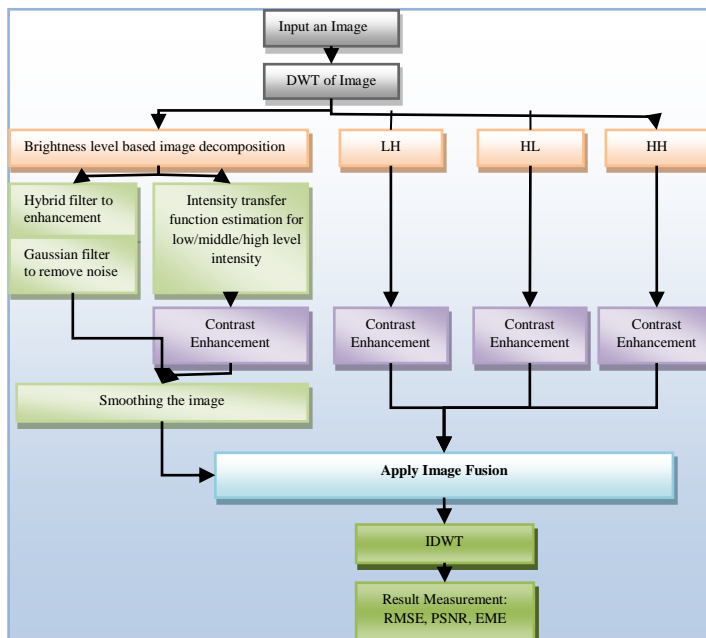 Input an Image
DWT of Image
Brightness level based image decomposition
LH
HL
HH
Hybrid filter to
enhancement
Gaussian filter
to remove noise
Intensity transfer
function estimation for
low/middle/high level
intensity
Contrast
Enhancement
Contrast
Enhancement
Contrast
Enhancement
Contrast
Enhancement
Smoothing the image
Apply Image Fusion
IDWT
Result Measurement:
RMSE, PSNR, EME